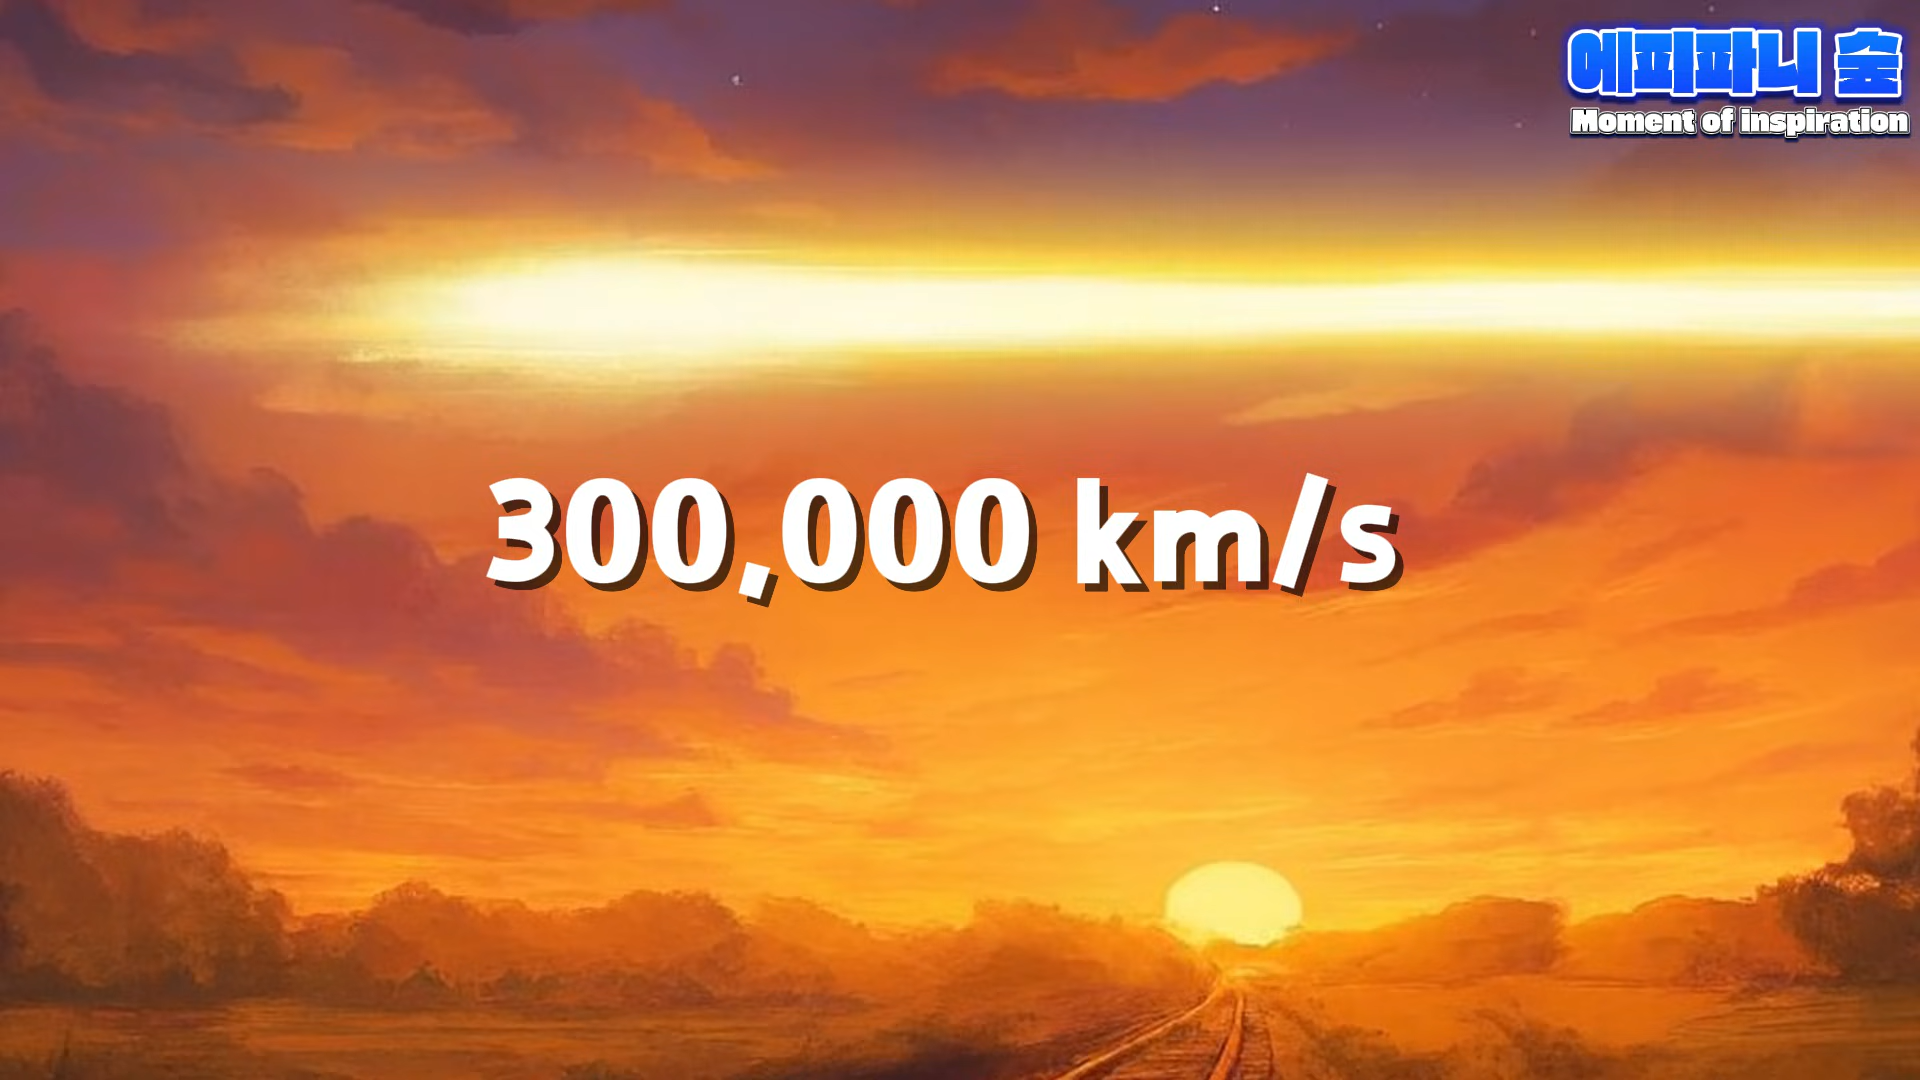 에피파니 숲
Moment of inspiration
300,000 km/s